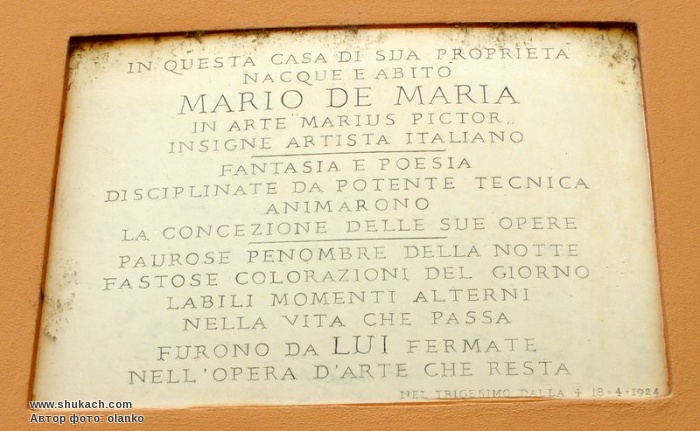 IN QUESTA CASA DI SUA PROPRIETA
NACQUE E ABITO
MARIO DE MARIA
IN ARTE "MARIUS PICTOR„
INSIGNE ARTISTA ITALIANO
FANTASIA E POESIA
DISCIPLINATE DA POTENTE TECNICA
ANIMARONO
LA CONCEZIONE DELLE SUE OPERE
PAUROSE PENOMBRE DELLA NOTTE
FASTOSE COLORAZIONI DEL GIORNO
LABILI MOMENTI ALTERNI
NELLA VITA CHE PASSA
FURONO DA LUI FERMATE
NELL'OPERA D'ARTE CHE RESTA
NEL TRIGESIMO DALLA ✝ 18-4-1924
www.shukach.com
Автор фото: olanko